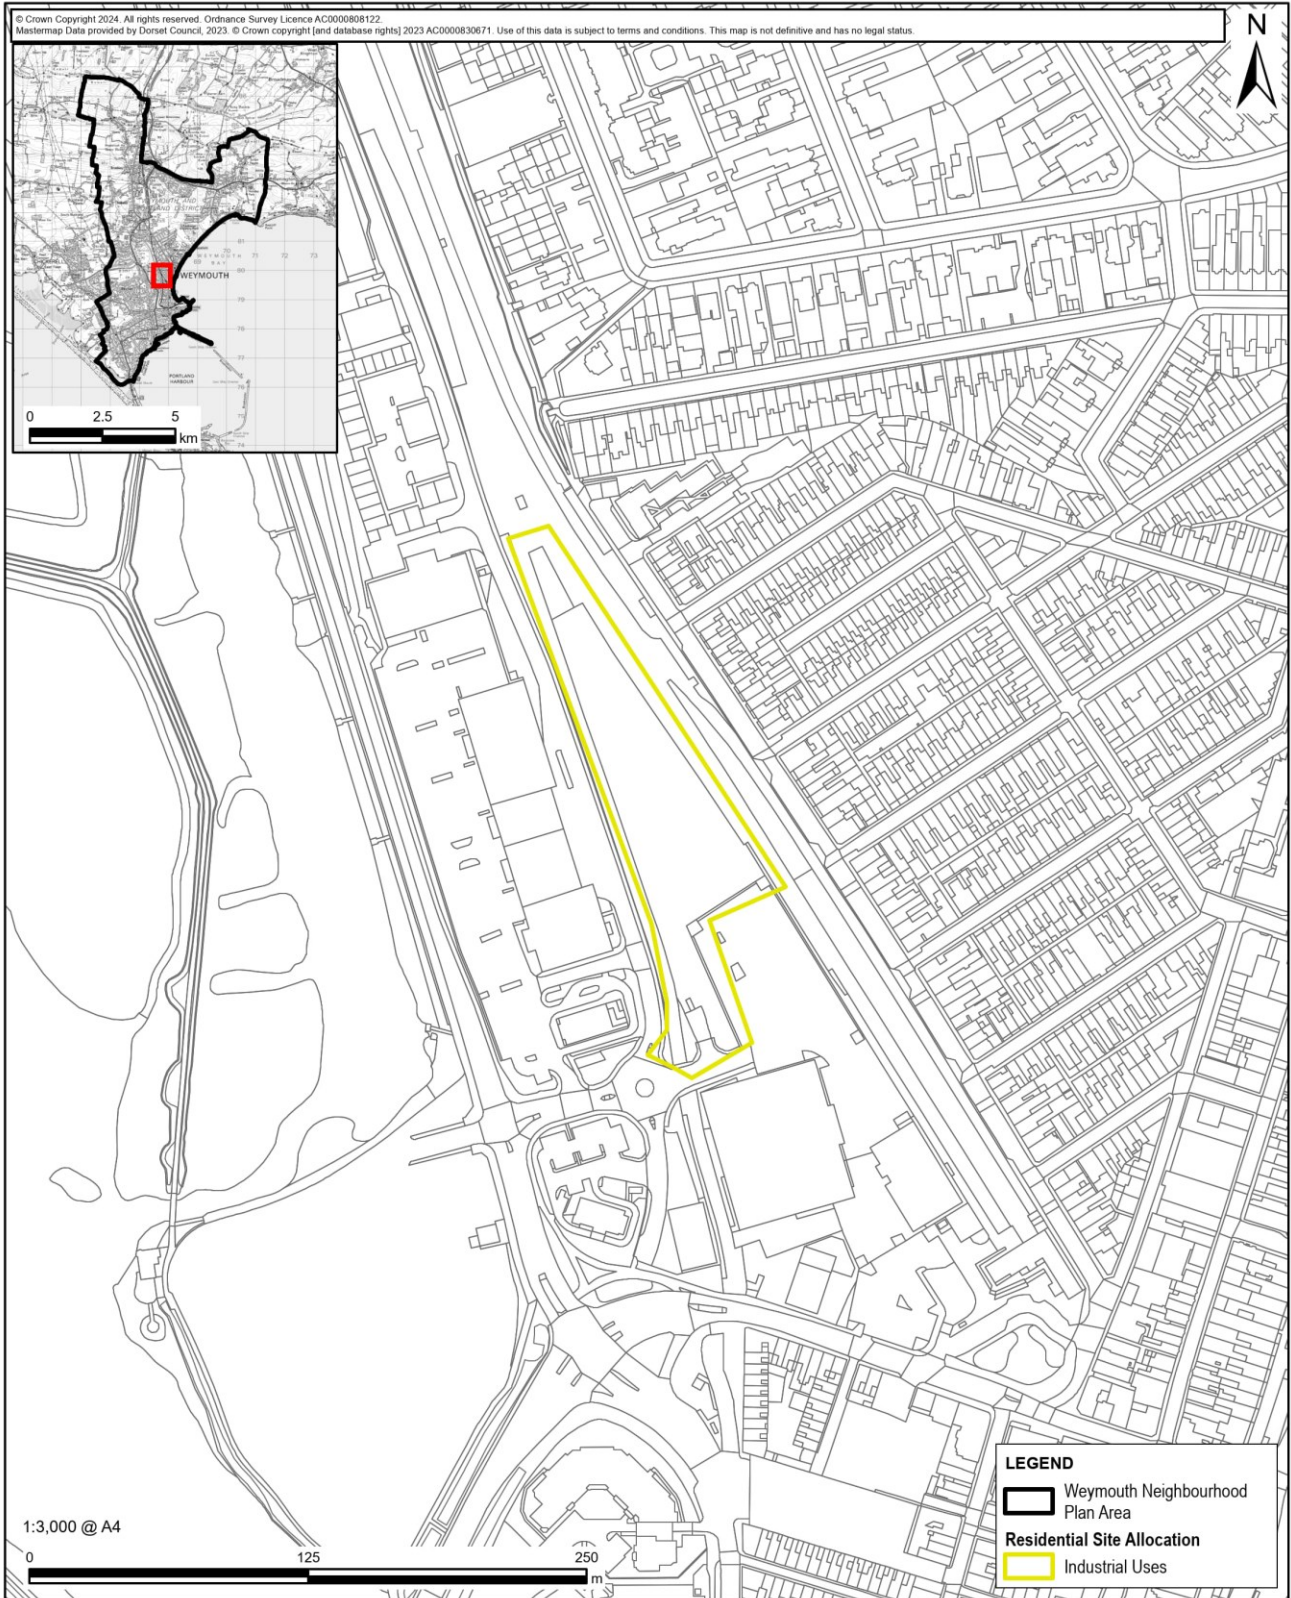 © Crown Copyright 2024. All rights reserved. Ordnance Survey Licence AC0000808122.
Mastermap Data provided by Dorset Council, 2023. © Crown copyright [and database rights] 2023 AC0000830671. Use of this data is subject to terms and conditions. This map is not definitive and has no legal status.
N
WEYMOUTH
PORTLAND
HARBOUR
0 2.5 5
km
LEGEND
Weymouth Neighbourhood
Plan Area
Residential Site Allocation
Industrial Uses
1:3,000 @ A4
0 125 250
m